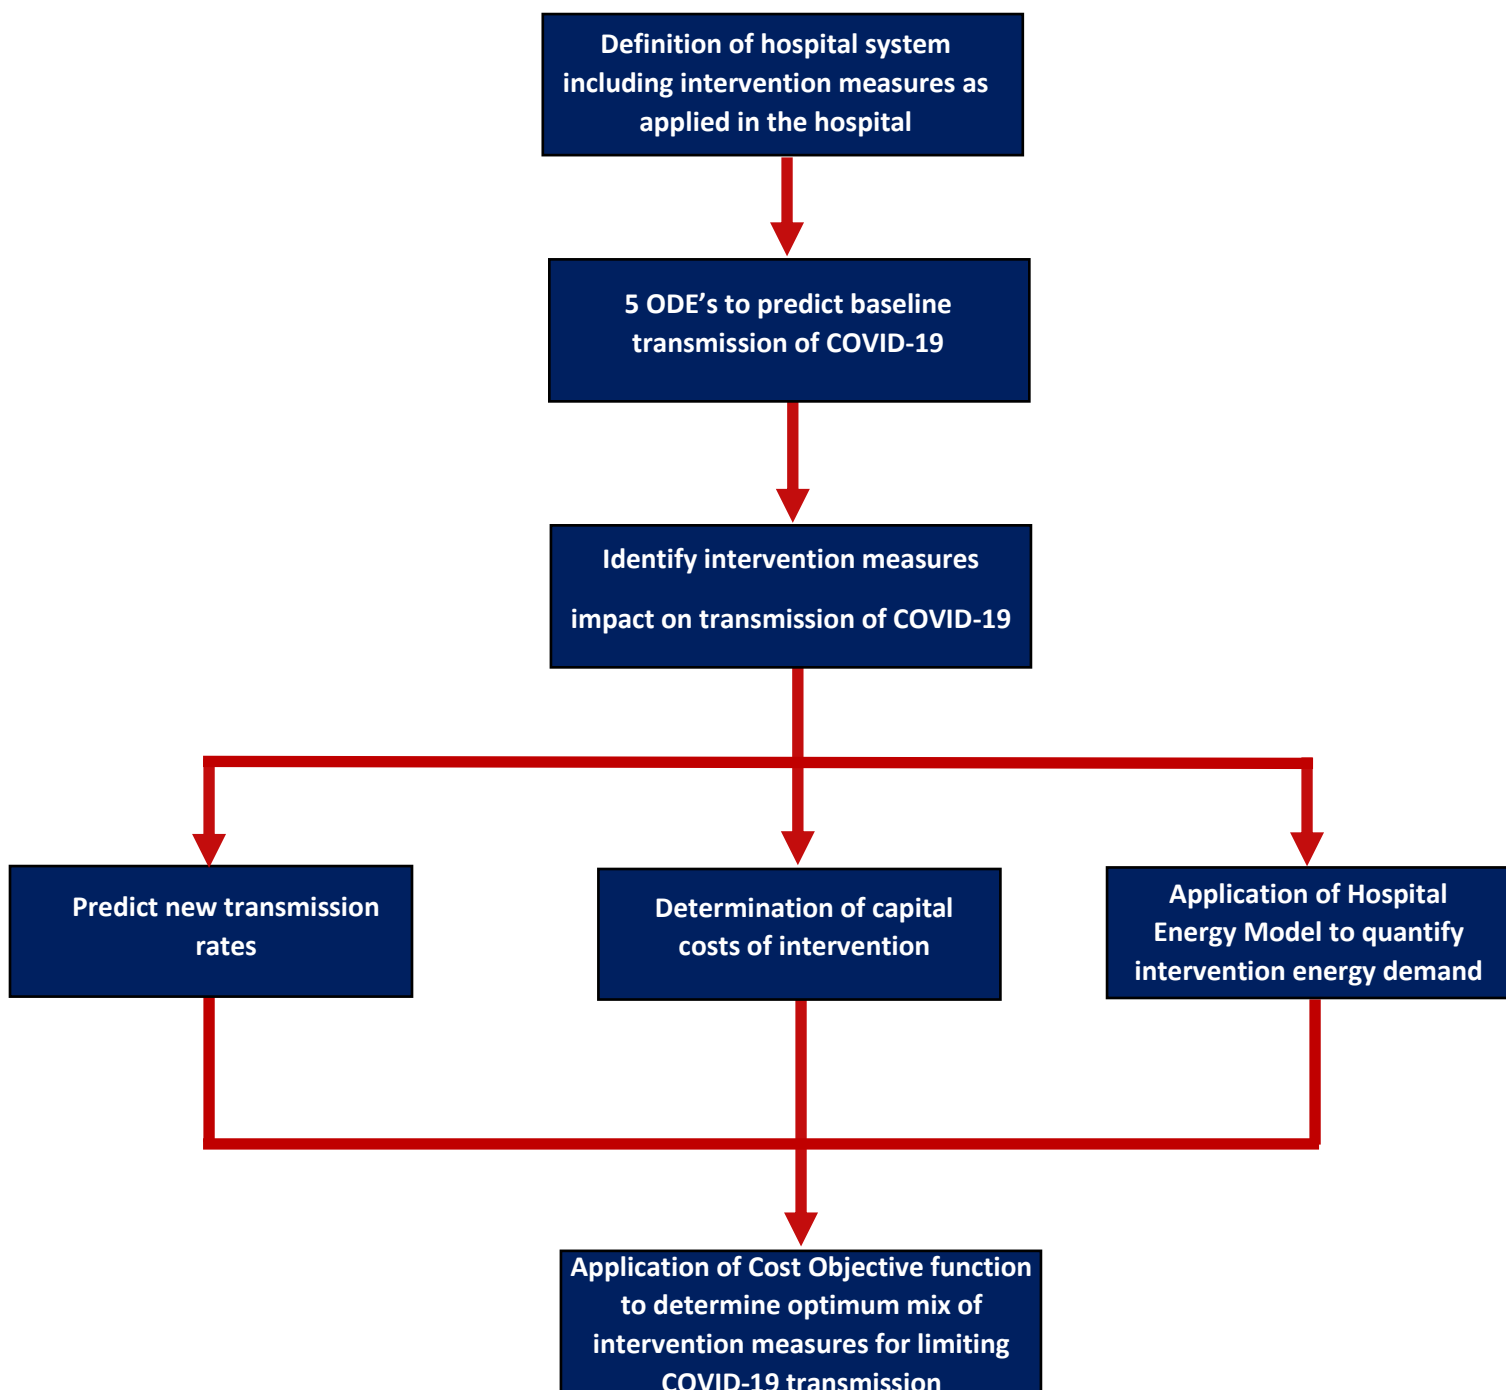 Definition of hospital system
including intervention measures as
applied in the hospital
5 ODE’s to predict baseline
transmission of COVID-19
Identify intervention measures
impact on transmission of COVID-19
Predict new transmission
rates
Determination of capital
costs of intervention
Application of Hospital
Energy Model to quantify
intervention energy demand
Application of Cost Objective function
to determine optimum mix of
intervention measures for limiting
COVID-19 transmission